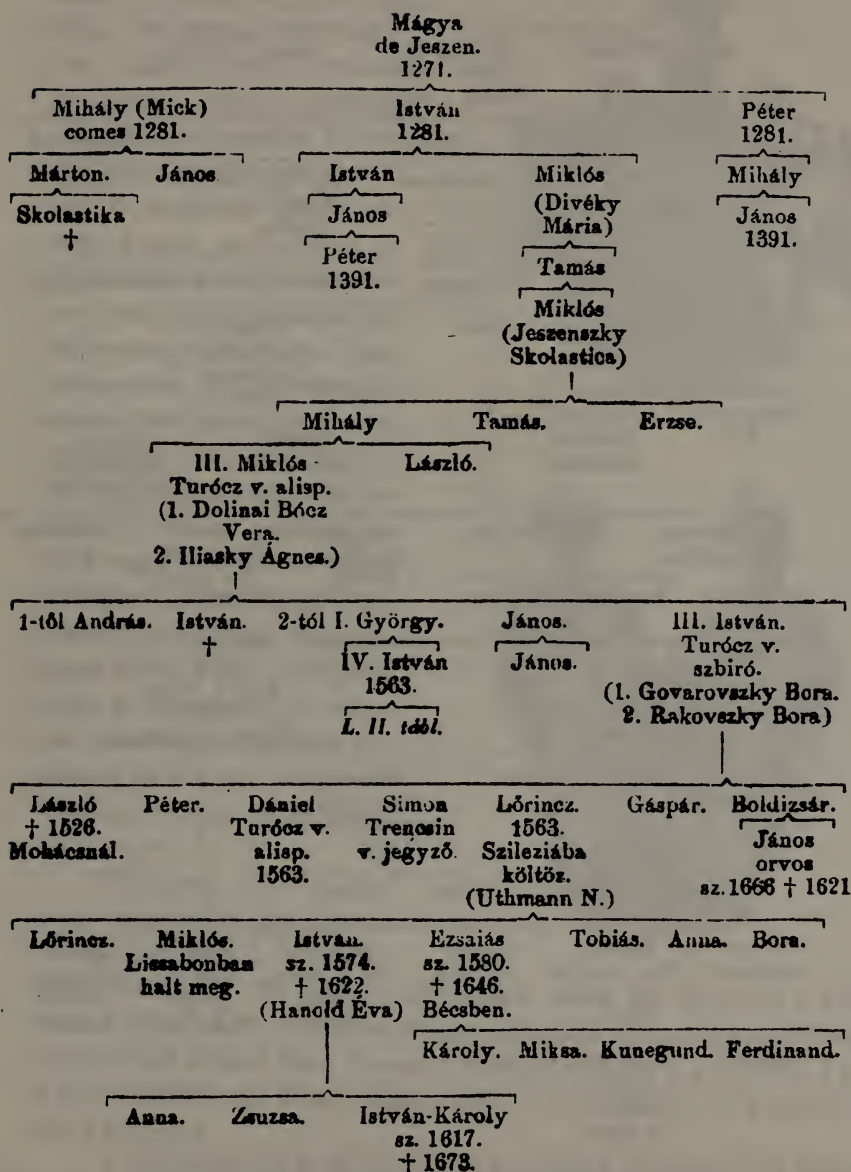 Mágya
de Jeszen.
1271.
Mihály (Mick) István Péter
comes 1281. 1281. 1281.
Márton. János István Miklós Mihály
Skolastika János (Divéky János
† Péter Mária) 1391.
1391. Tamás
Miklós
(Jeszenszky
Skolastica)
Mihály Tamás. Erzse.
III. Miklós László.
Turócz v. alisp.
(1. Dolinai Bócz
Vera.
2. Iliasky Ágnes.)
1-től András. István. 2-tól I. György. János. III. István.
† IV. István János. Turócz v.
1563. szbiró.
L. II. tábl. (1. Govarovszky Bora.
2. Rakovszky Bora)
László Péter. Dániel Simon Lőrincz. Gáspár. Boldizsár.
† 1526. Turócz v. Trencsin 1563. János
Mohácsnál. alisp. v. jegyző. Sziléziába orvos
1563. költöz. sz. 1666 † 1621
(Uthmann N.)
Lőrincz. Miklós. István. Ezsaiás Tobiás. Anna. Bora.
Lissabonban sz. 1574. sz. 1580.
halt meg. † 1622. † 1646.
(Hanold Éva) Bécsben.
Károly. Miksa. Kunegund. Ferdinand.
Anna. Zsuzsa. István-Károly
sz. 1617.
† 1678.